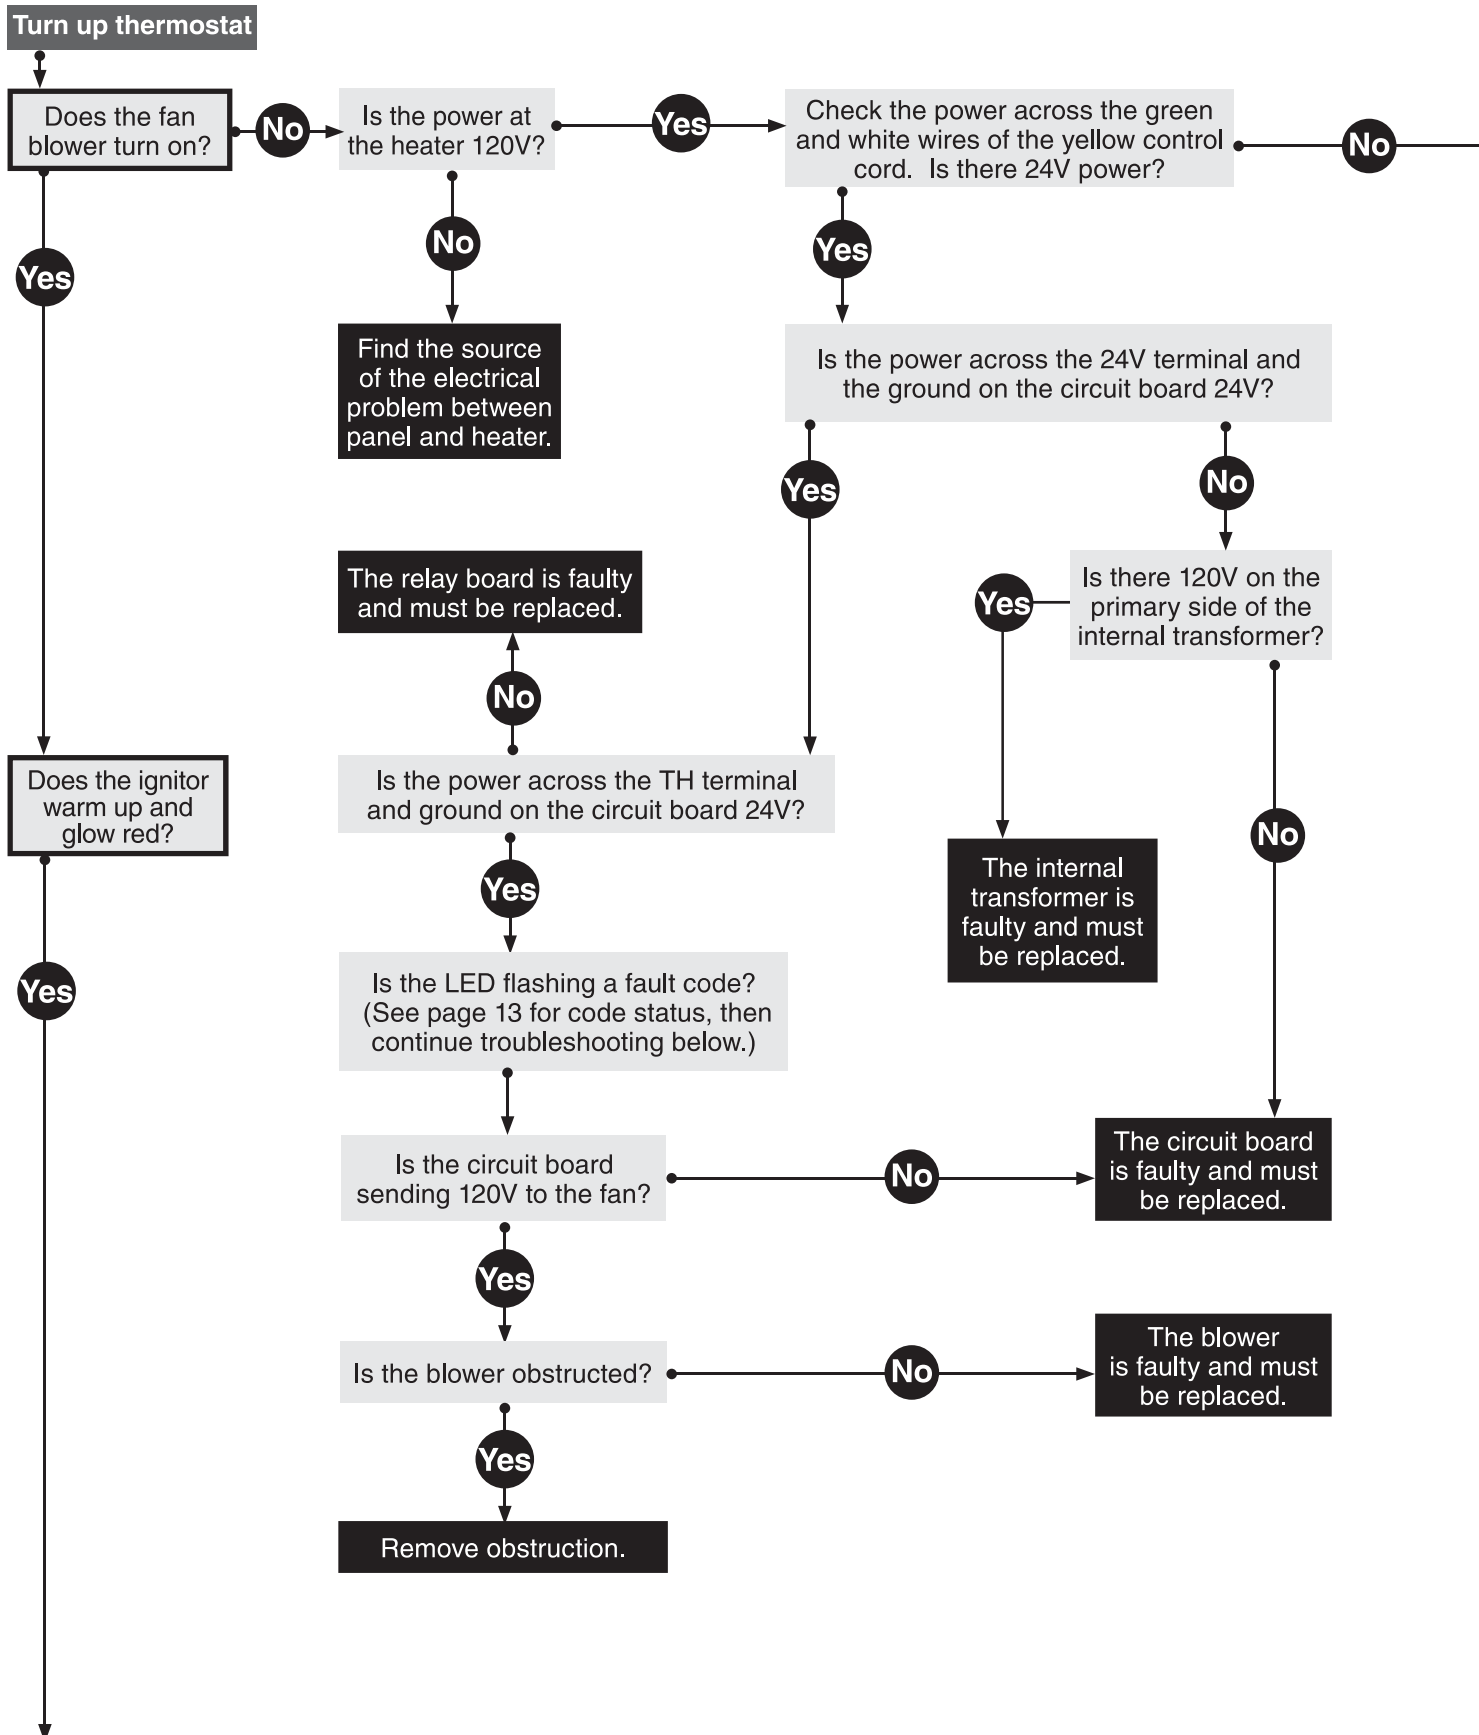 Turn up thermostat
Does the fan
blower turn on?
No
Is the power at
the heater 120V?
Yes
Check the power across the green
and white wires of the yellow control
cord.  Is there 24V power?
No
Yes
No
Yes
Find the source
of the electrical
problem between
panel and heater.
Is the power across the 24V terminal and
the ground on the circuit board 24V?
Yes
No
The relay board is faulty
and must be replaced.
Is there 120V on the
primary side of the
internal transformer?
Yes
No
Does the ignitor
warm up and
glow red?
Is the power across the TH terminal
and ground on the circuit board 24V?
No
The internal
transformer is
faulty and must
be replaced.
Yes
Yes
Is the LED flashing a fault code?
(See page 13 for code status, then
continue troubleshooting below.)
Is the circuit board
sending 120V to the fan?
No
The circuit board
is faulty and must
be replaced.
Yes
Is the blower obstructed?
No
The blower
is faulty and must
be replaced.
Yes
Remove obstruction.